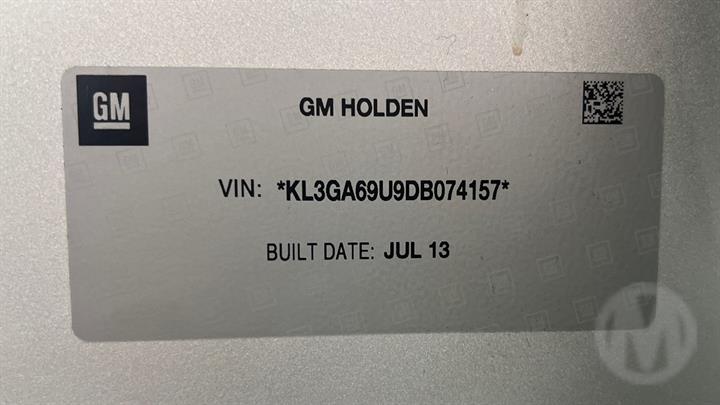 GM
GM HOLDEN
VIN: *KL3GA69U9DB074157*
BUILT DATE: JUL 13
M